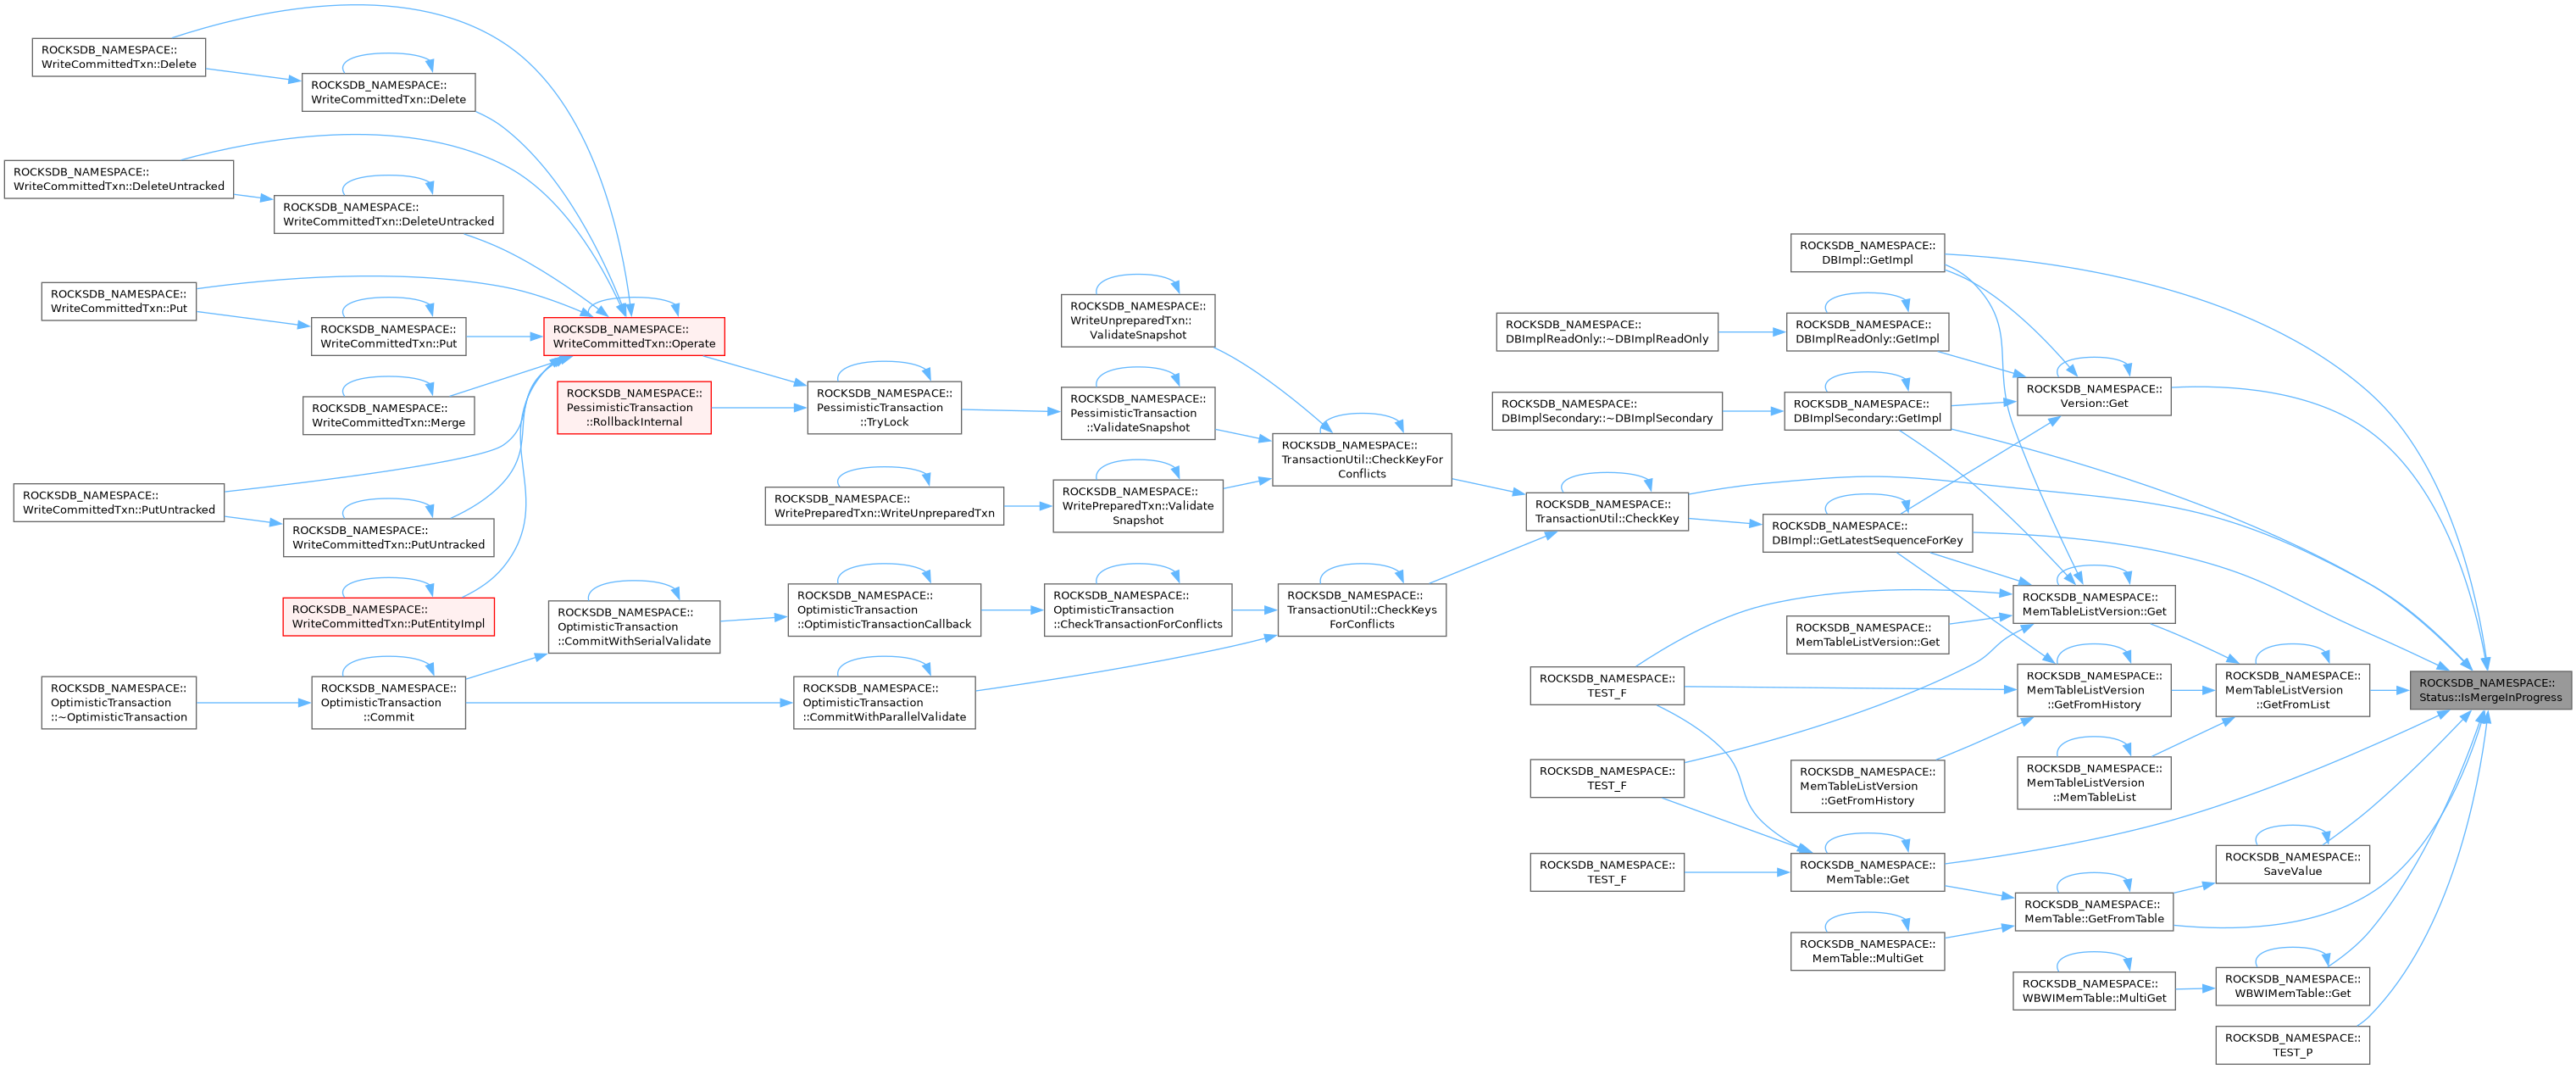 ROCKSDB_NAMESPACE::
WriteCommittedTxn::Delete
ROCKSDB_NAMESPACE::
WriteCommittedTxn::Delete
ROCKSDB_NAMESPACE::
WriteCommittedTxn::DeleteUntracked
ROCKSDB_NAMESPACE::
WriteCommittedTxn::DeleteUntracked
ROCKSDB_NAMESPACE::
WriteCommittedTxn::Put
ROCKSDB_NAMESPACE::
WriteCommittedTxn::Put
ROCKSDB_NAMESPACE::
WriteCommittedTxn::Merge
ROCKSDB_NAMESPACE::
WriteCommittedTxn::PutUntracked
ROCKSDB_NAMESPACE::
WriteCommittedTxn::PutUntracked
ROCKSDB_NAMESPACE::
WriteCommittedTxn::PutEntityImpl
ROCKSDB_NAMESPACE::
OptimisticTransaction
::~OptimisticTransaction
ROCKSDB_NAMESPACE::
OptimisticTransaction
::Commit
ROCKSDB_NAMESPACE::
WriteCommittedTxn::Operate
ROCKSDB_NAMESPACE::
PessimisticTransaction
::RollbackInternal
ROCKSDB_NAMESPACE::
OptimisticTransaction
::CommitWithSerialValidate
ROCKSDB_NAMESPACE::
PessimisticTransaction
::TryLock
ROCKSDB_NAMESPACE::
WritePreparedTxn::WriteUnpreparedTxn
ROCKSDB_NAMESPACE::
OptimisticTransaction
::OptimisticTransactionCallback
ROCKSDB_NAMESPACE::
OptimisticTransaction
::CommitWithParallelValidate
ROCKSDB_NAMESPACE::
WriteUnpreparedTxn::
ValidateSnapshot
ROCKSDB_NAMESPACE::
PessimisticTransaction
::ValidateSnapshot
ROCKSDB_NAMESPACE::
WritePreparedTxn::Validate
Snapshot
ROCKSDB_NAMESPACE::
OptimisticTransaction
::CheckTransactionForConflicts
ROCKSDB_NAMESPACE::
TransactionUtil::CheckKeyFor
Conflicts
ROCKSDB_NAMESPACE::
TransactionUtil::CheckKeys
ForConflicts
ROCKSDB_NAMESPACE::
DBImplReadOnly::~DBImplReadOnly
ROCKSDB_NAMESPACE::
DBImplSecondary::~DBImplSecondary
ROCKSDB_NAMESPACE::
TransactionUtil::CheckKey
ROCKSDB_NAMESPACE::
TEST_F
ROCKSDB_NAMESPACE::
TEST_F
ROCKSDB_NAMESPACE::
TEST_F
ROCKSDB_NAMESPACE::
DBImpl::GetImpl
ROCKSDB_NAMESPACE::
DBImplReadOnly::GetImpl
ROCKSDB_NAMESPACE::
DBImplSecondary::GetImpl
ROCKSDB_NAMESPACE::
DBImpl::GetLatestSequenceForKey
ROCKSDB_NAMESPACE::
MemTableListVersion::Get
ROCKSDB_NAMESPACE::
MemTableListVersion
::GetFromHistory
ROCKSDB_NAMESPACE::
MemTable::Get
ROCKSDB_NAMESPACE::
MemTable::MultiGet
ROCKSDB_NAMESPACE::
Version::Get
ROCKSDB_NAMESPACE::
MemTableListVersion::Get
ROCKSDB_NAMESPACE::
MemTableListVersion
::GetFromHistory
ROCKSDB_NAMESPACE::
MemTableListVersion
::MemTableList
ROCKSDB_NAMESPACE::
MemTable::GetFromTable
ROCKSDB_NAMESPACE::
WBWIMemTable::MultiGet
ROCKSDB_NAMESPACE::
MemTableListVersion
::GetFromList
ROCKSDB_NAMESPACE::
SaveValue
ROCKSDB_NAMESPACE::
WBWIMemTable::Get
ROCKSDB_NAMESPACE::
TEST_P
ROCKSDB_NAMESPACE::
Status::IsMergeInProgress